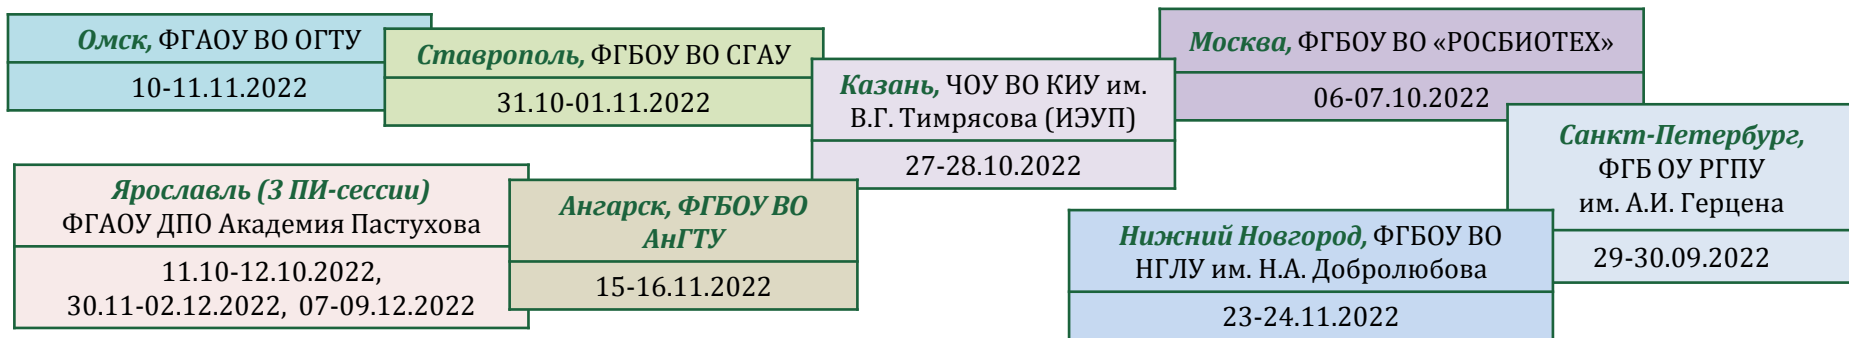 Омск, ФГАОУ ВО ОГТУ
10-11.11.2022
Ставрополь, ФГБОУ ВО СГАУ
31.10-01.11.2022
Казань, ЧОУ ВО КИУ им.
В.Г. Тимрясова (ИЭУП)
27-28.10.2022
Москва, ФГБОУ ВО «РОСБИОТЕХ»
06-07.10.2022
Санкт-Петербург,
ФГБ ОУ РГПУ
им. А.И. Герцена
29-30.09.2022
Ярославль (3 ПИ-сессии)
ФГАОУ ДПО Академия Пастухова
11.10-12.10.2022,
30.11-02.12.2022, 07-09.12.2022
Ангарск, ФГБОУ ВО
АнГТУ
15-16.11.2022
Нижний Новгород, ФГБОУ ВО
НГЛУ им. Н.А. Добролюбова
23-24.11.2022